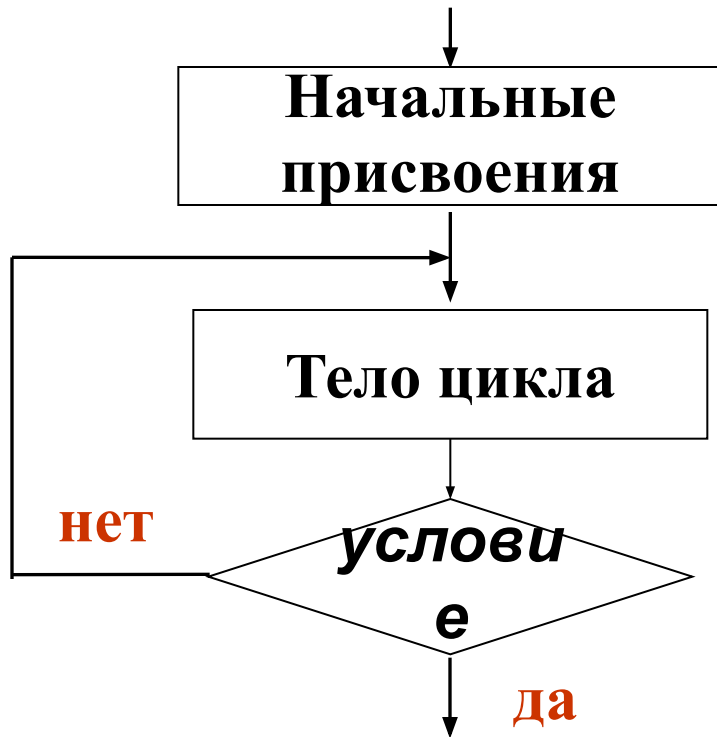 Начальные
присвоения
Тело цикла
нет
услови
е
да